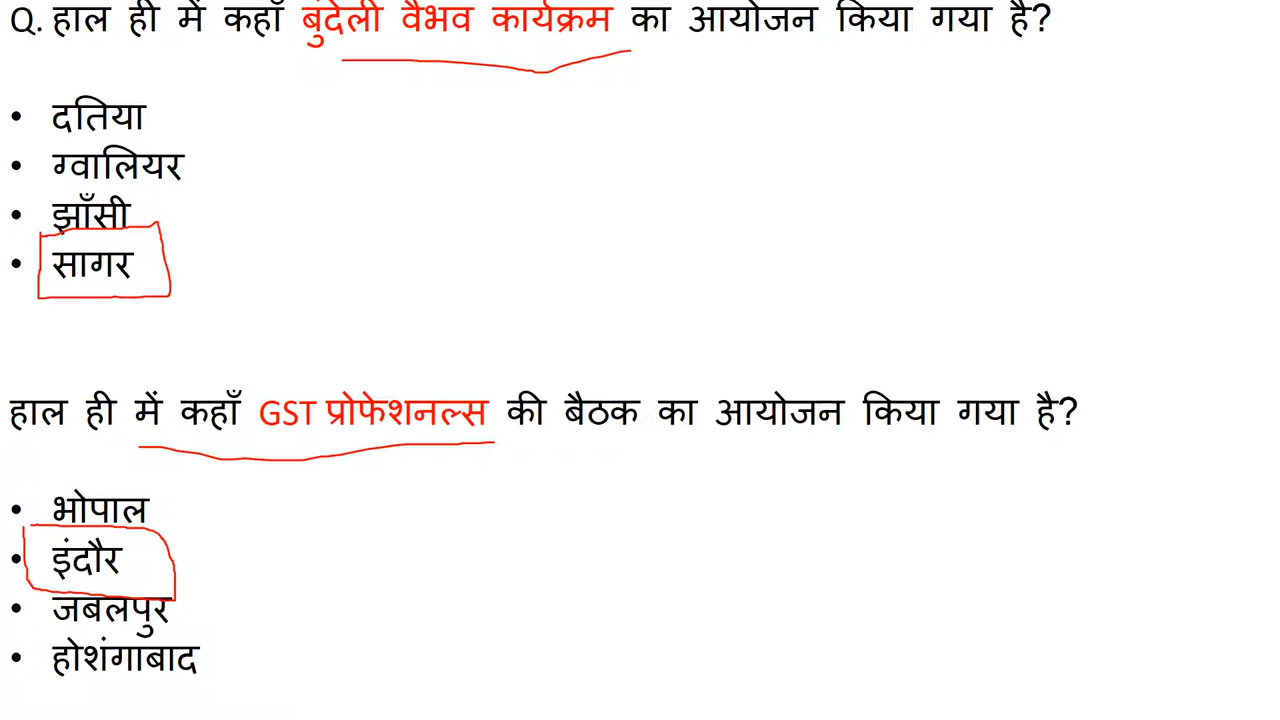 Q. हाल ही में कहाँ बुंदेली वैभव कार्यक्रम का आयोजन किया गया है?
• दतिया
• ग्वालियर
• झाँसी
• सागर
हाल ही में कहाँ GST प्रोफेशनल्स की बैठक का आयोजन किया गया है?
• भोपाल
• इंदौर
• जबलपुर
• होशंगाबाद